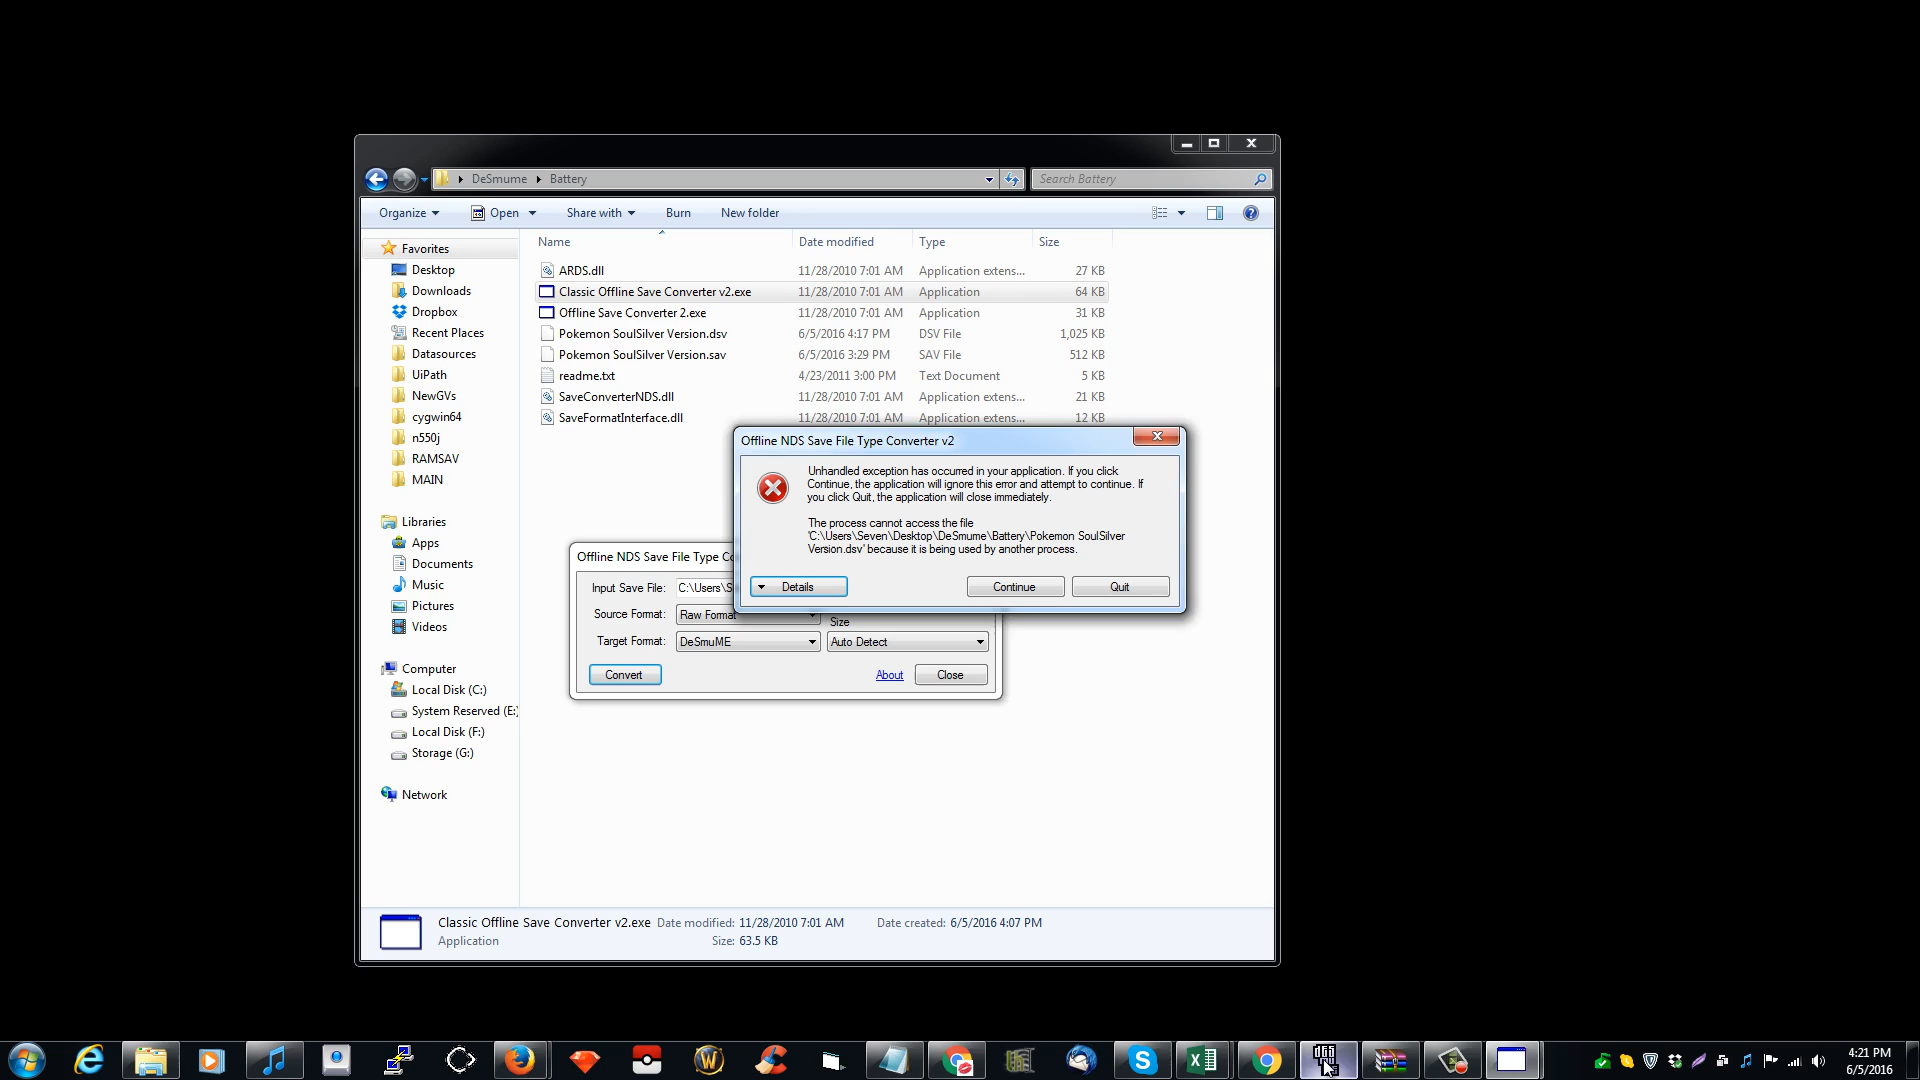 DeSmume Battery
Search Battery
Organize Open Share with Burn New folder
Name Date modified Type Size
Favorites
Desktop
Downloads
Dropbox
Recent Places
Datasources
UiPath
NewGVs
cygwin64
n550j
RAMSAV
MAIN
Libraries
Apps
Documents
Music
Pictures
Videos
Computer
Local Disk (C:)
System Reserved (E:)
Local Disk (F:)
Storage (G:)
Network
ARDS.dll 11/28/2010 7:01 AM Application extens... 27 KB
Classic Offline Save Converter v2.exe 11/28/2010 7:01 AM Application 64 KB
Offline Save Converter 2.exe 11/28/2010 7:01 AM Application 31 KB
Pokemon SoulSilver Version.dsv 6/5/2016 4:17 PM DSV File 1,025 KB
Pokemon SoulSilver Version.sav 6/5/2016 3:29 PM SAV File 512 KB
readme.txt 4/23/2011 3:00 PM Text Document 5 KB
SaveConverterNDS.dll 11/28/2010 7:01 AM Application extens... 21 KB
SaveFormatInterface.dll 11/28/2010 7:01 AM Application extens... 12 KB
Offline NDS Save File Type Converter v2
Unhandled exception has occurred in your application. If you click
Continue, the application will ignore this error and attempt to continue. If
you click Quit, the application will close immediately.
The process cannot access the file
'C:\Users\Seven\Desktop\DeSmume\Battery\Pokemon SoulSilver
Version.dsv' because it is being used by another process.
Details Continue Quit
Offline NDS Save File Type Co
Input Save File: C:\Users\S
Source Format: Raw Format Size
Target Format: DeSmuME Auto Detect
Convert About Close
Classic Offline Save Converter v2.exe Date modified: 11/28/2010 7:01 AM Date created: 6/5/2016 4:07 PM
Application Size: 63.5 KB
4:21 PM
6/5/2016